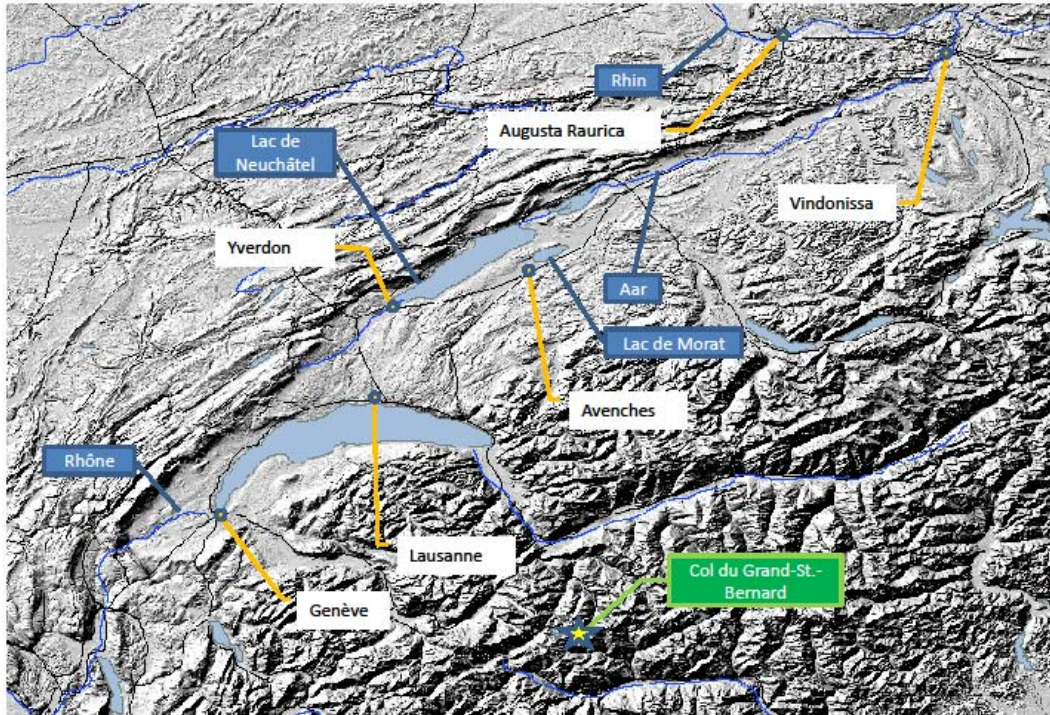 Rhin
Augusta Raurica
Lac de
Neuchâtel
Vindonissa
Yverdon
Aar
Lac de Morat
Avenches
Rhône
Lausanne
Col du Grand-St.-
Bernard
Genève